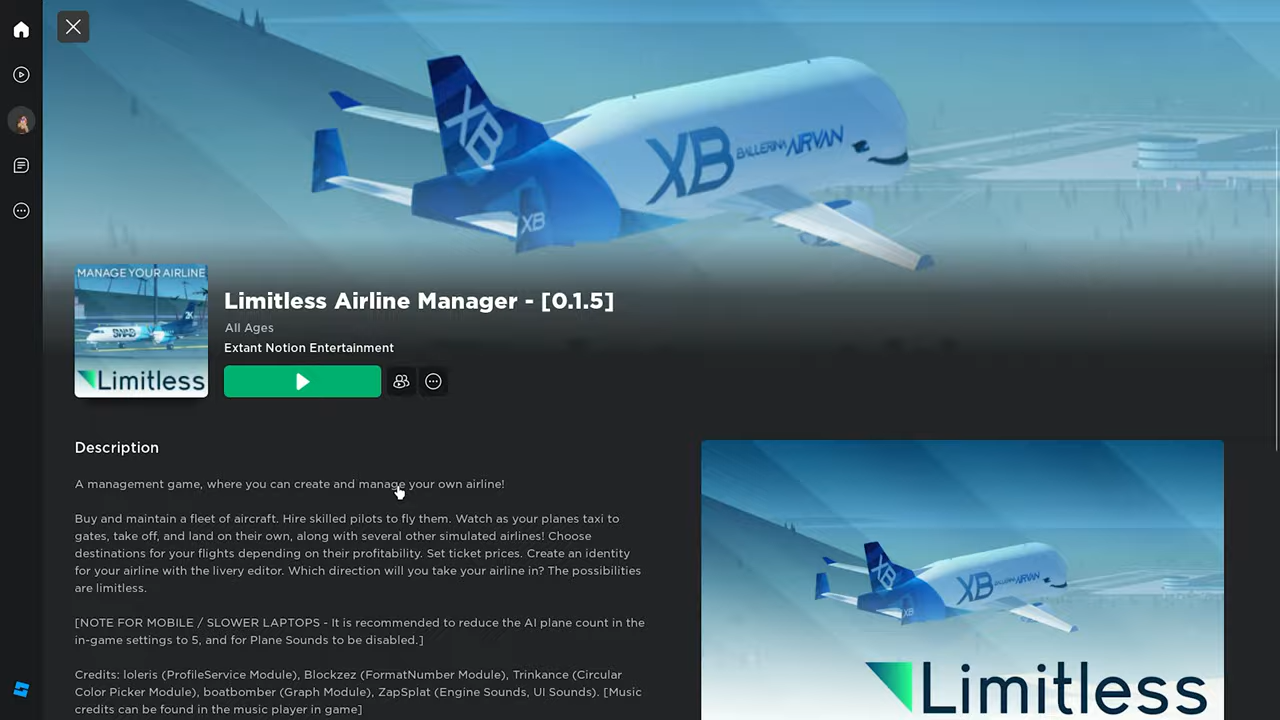 XB BALLERINA AIRVAN
XB
XB
MANAGE YOUR AIRLINE
2K
SWAD
Limitless
Limitless Airline Manager - [0.1.5]
All Ages
Extant Notion Entertainment
Description
A management game, where you can create and manage your own airline!
Buy and maintain a fleet of aircraft. Hire skilled pilots to fly them. Watch as your planes taxi to
gates, take off, and land on their own, along with several other simulated airlines! Choose
destinations for your flights depending on their profitability. Set ticket prices. Create an identity
for your airline with the livery editor. Which direction will you take your airline in? The possibilities
are limitless.
[NOTE FOR MOBILE / SLOWER LAPTOPS - It is recommended to reduce the AI plane count in the
in-game settings to 5, and for Plane Sounds to be disabled.]
Credits: loleris (ProfileService Module), Blockzez (FormatNumber Module), Trinkance (Circular
Color Picker Module), boatbomber (Graph Module), ZapSplat (Engine Sounds, UI Sounds). [Music
credits can be found in the music player in game]
XB BALLERINA AIRVAN
XB
XB
Limitless